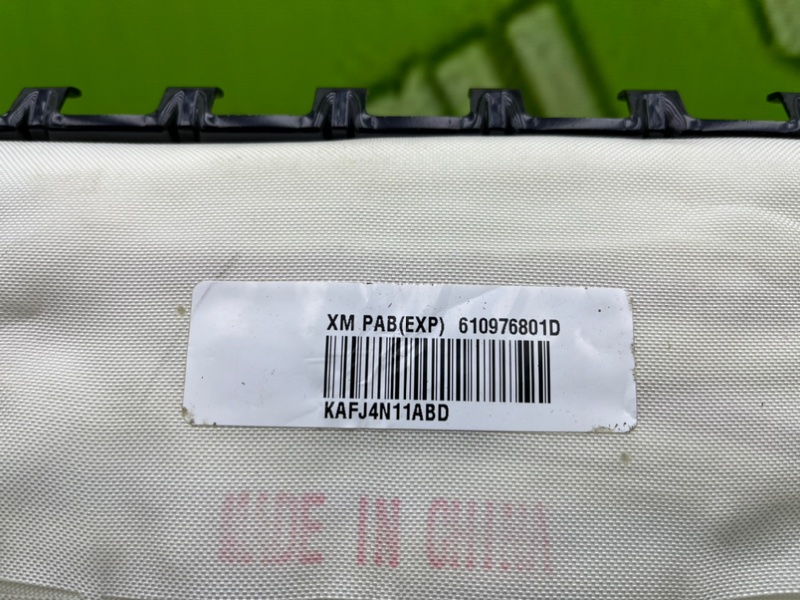 XM PAB(EXP) 610976801D
KAFJ4N11ABD
MADE IN CHINA